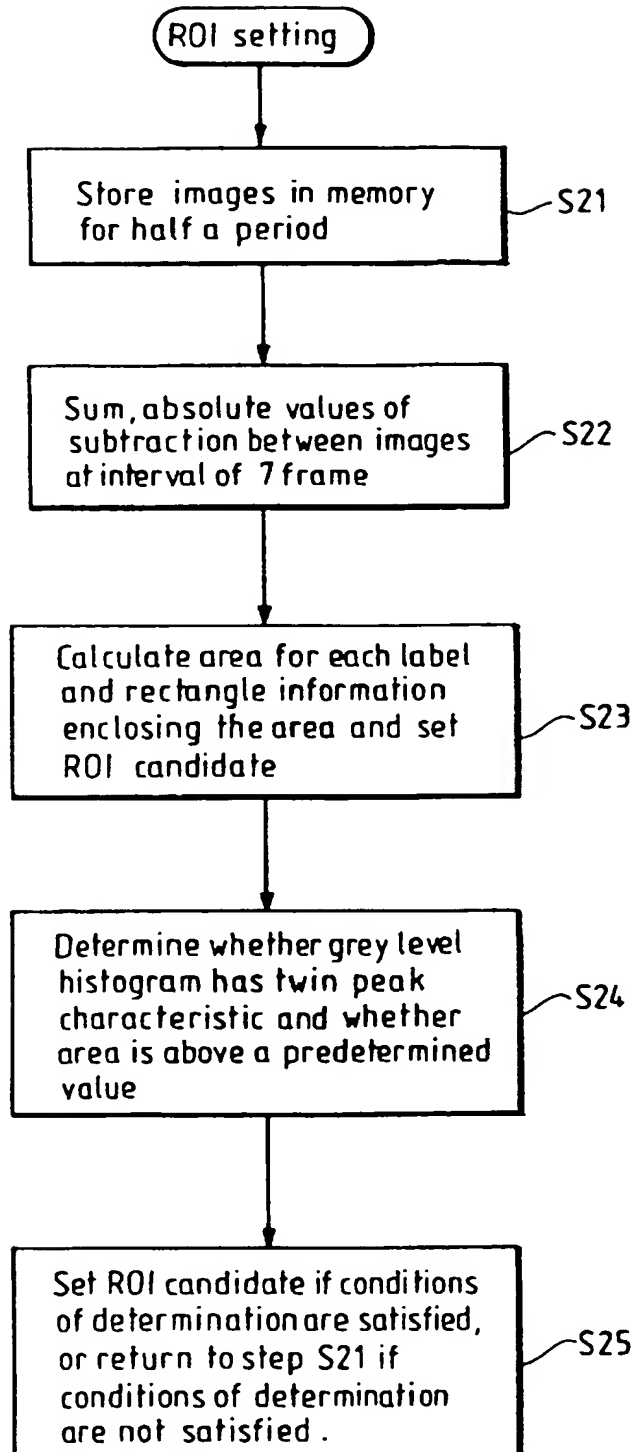 ROI setting
Store images in memory
for half a period
S21
Sum, absolute values of
subtraction between images
at interval of 7 frame
S22
Calculate area for each label
and rectangle information
enclosing the area and set
ROI candidate
S23
Determine whether grey level
histogram has twin peak
characteristic and whether
area is above a predetermined
value
S24
Set ROI candidate if conditions
of determination are satisfied,
or return to step S21 if
conditions of determination
are not satisfied.
S25